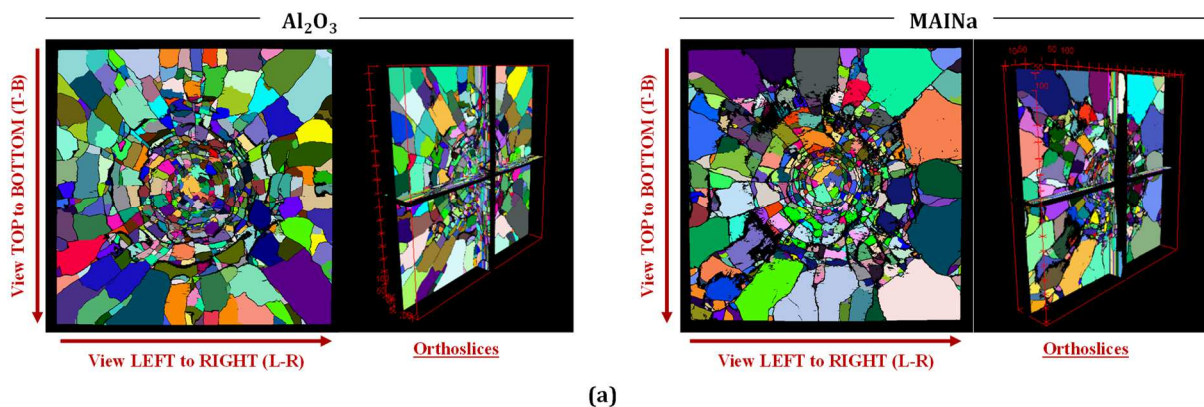 Al₂O₃
View TOP to BOTTOM (T-B)
View LEFT to RIGHT (L-R)
Orthoslices
MAINa
View TOP to BOTTOM (T-B)
View LEFT to RIGHT (L-R)
Orthoslices
(a)